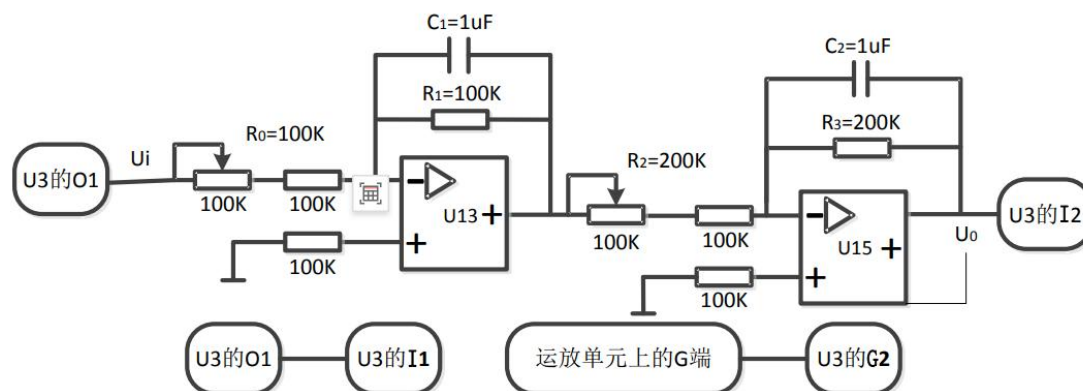 C1=1uF
R1=100K
R0=100K
U3的O1
Ui
100K
100K
100K
U13
R2=200K
100K
100K
100K
C2=1uF
R3=200K
U15
U0
U3的I2
U3的O1
U3的I1
运放单元上的G端
U3的G2